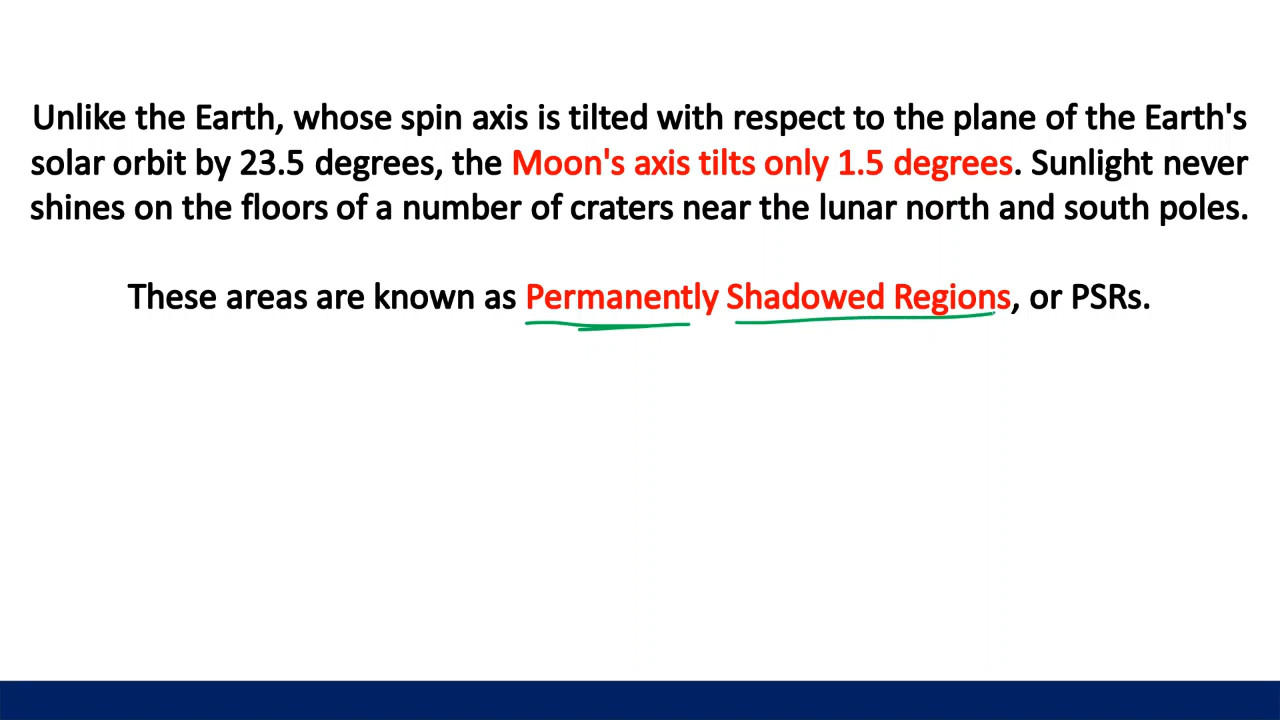 Unlike the Earth, whose spin axis is tilted with respect to the plane of the Earth's
solar orbit by 23.5 degrees, the Moon's axis tilts only 1.5 degrees. Sunlight never
shines on the floors of a number of craters near the lunar north and south poles.
These areas are known as Permanently Shadowed Regions, or PSRs.